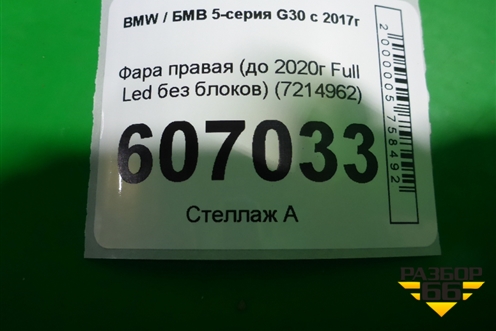 BMW / БМВ 5-серия G30 с 2017г
Фара правая (до 2020г Full
Led без блоков) (7214962)
607033
Стеллаж А
2000005758492
РАЗБОР
66